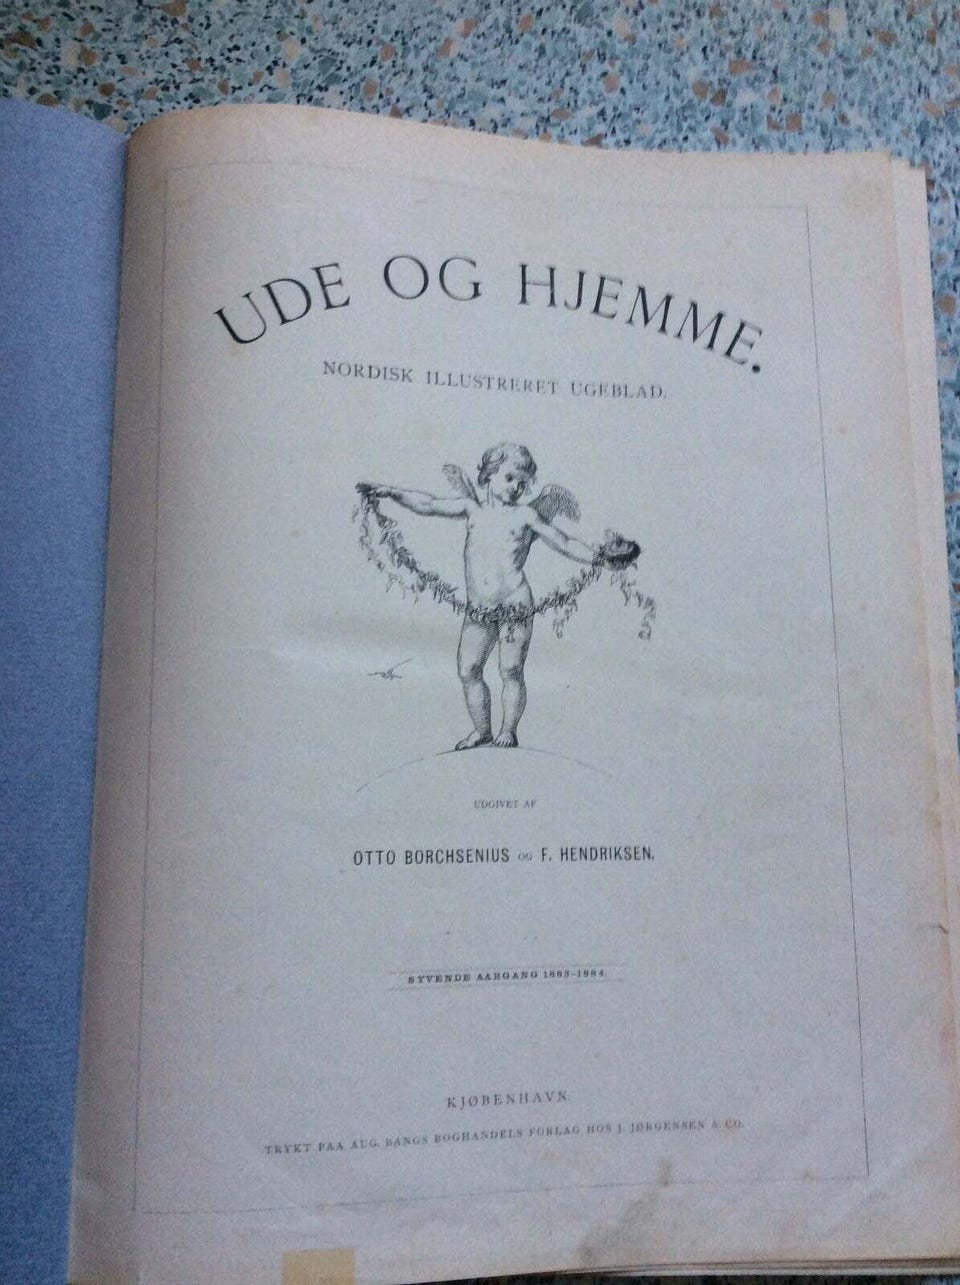 UDE OG HJEMME.
NORDISK ILLUSTRERET UGEBLAD.
UDGIVET AF
OTTO BORCHSENIUS OG F. HENDRIKSEN.
SYVENDE AARGANG 1883-1884
KJØBENHAVN
TRYKT PAA AUG. BANGS BOGHANDELS FORLAG HOS J. JØRGENSEN & CO.